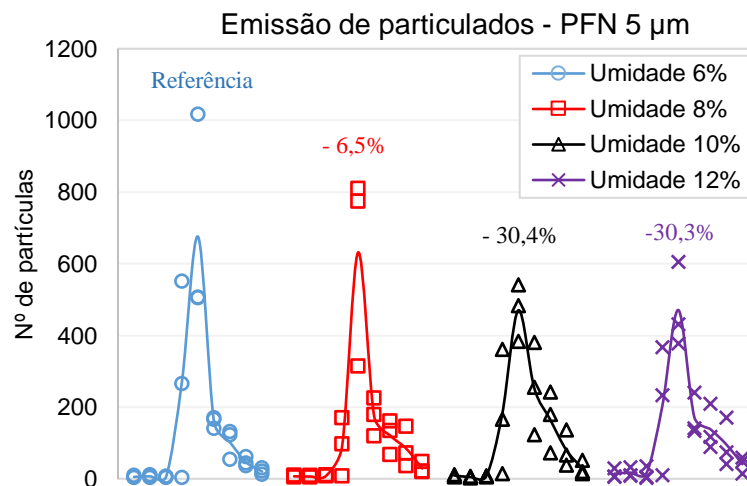 Emissão de particulados - PFN 5 µm
1200
1000
800
600
400
200
0
Nº de partículas
Referência
- 6,5%
- 30,4%
-30,3%
Umidade 6%
Umidade 8%
Umidade 10%
Umidade 12%